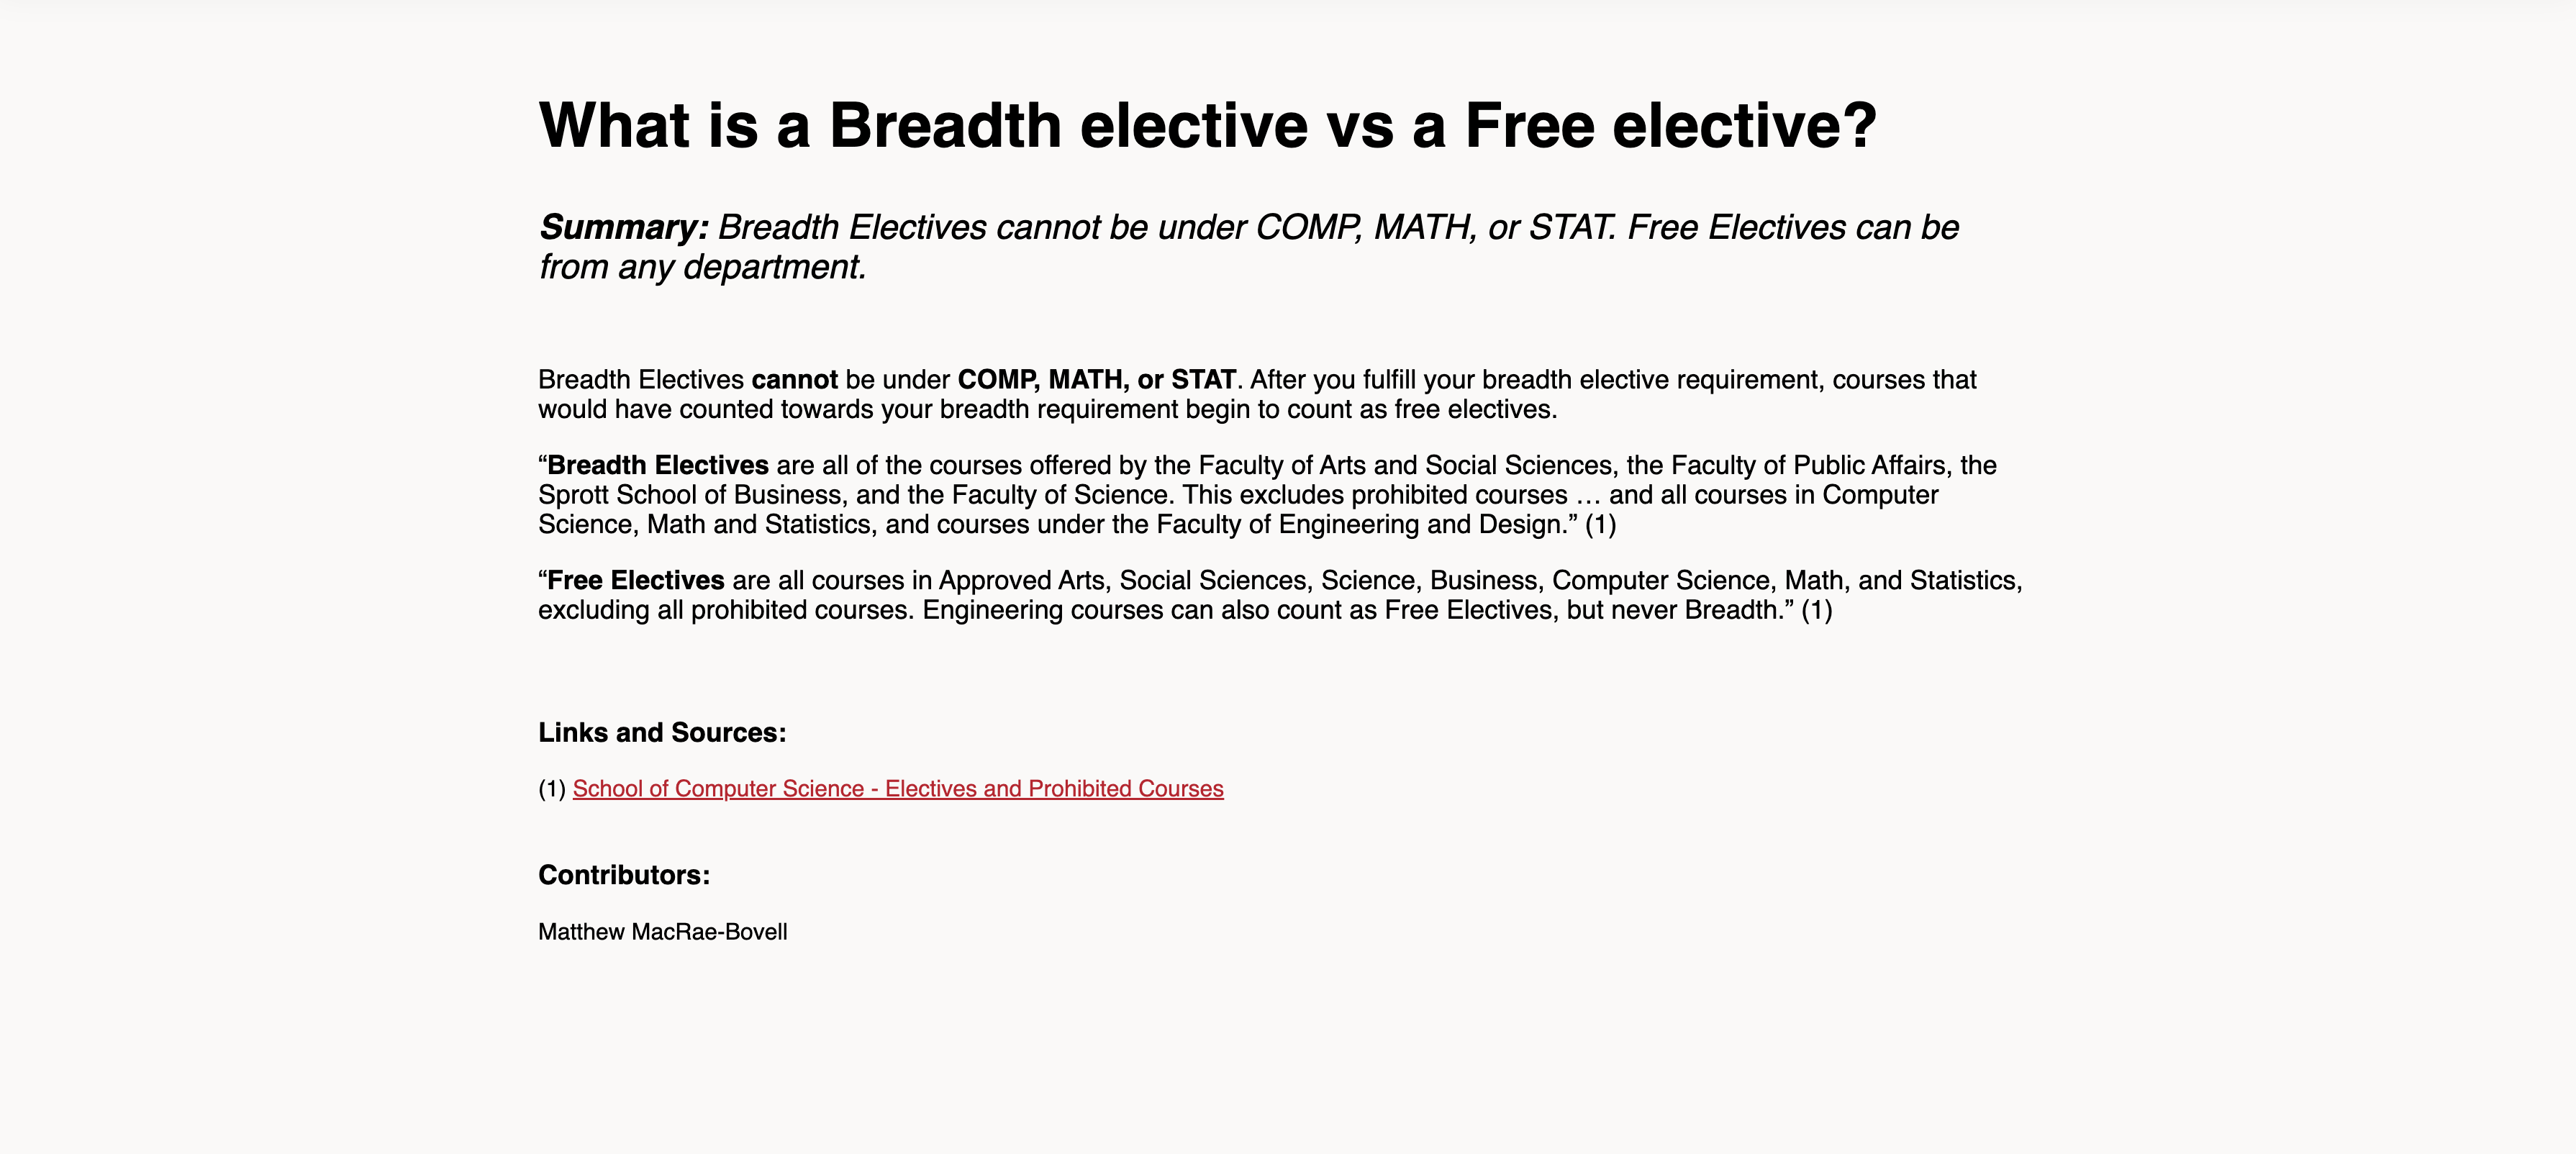 What is a Breadth elective vs a Free elective?
Summary: Breadth Electives cannot be under COMP, MATH, or STAT. Free Electives can be
from any department.
Breadth Electives cannot be under COMP, MATH, or STAT. After you fulfill your breadth elective requirement, courses that
would have counted towards your breadth requirement begin to count as free electives.
“Breadth Electives are all of the courses offered by the Faculty of Arts and Social Sciences, the Faculty of Public Affairs, the
Sprott School of Business, and the Faculty of Science. This excludes prohibited courses … and all courses in Computer
Science, Math and Statistics, and courses under the Faculty of Engineering and Design.” (1)
“Free Electives are all courses in Approved Arts, Social Sciences, Science, Business, Computer Science, Math, and Statistics,
excluding all prohibited courses. Engineering courses can also count as Free Electives, but never Breadth.” (1)
Links and Sources:
(1) School of Computer Science - Electives and Prohibited Courses
Contributors:
Matthew MacRae-Bovell